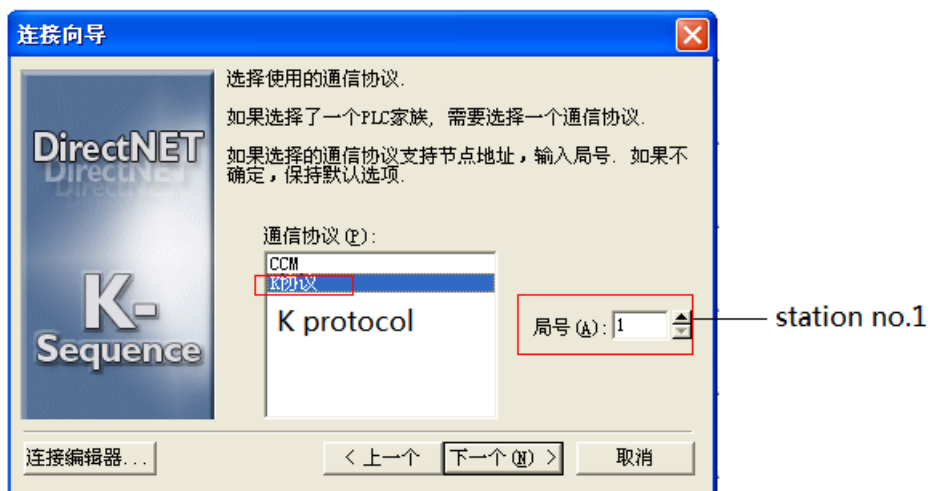 连接向导
选择使用的通信协议.
如果选择了一个PLC家族, 需要选择一个通信协议.
如果选择的通信协议支持节点地址，输入局号. 如果不
确定，保持默认选项.
DirectNET
DirectNET
DirectNET
K-
Sequence
通信协议(P):
CCM
K协议
K protocol
局号(A): 1
station no.1
连接编辑器...
< 上一个
下一个(N) >
取消